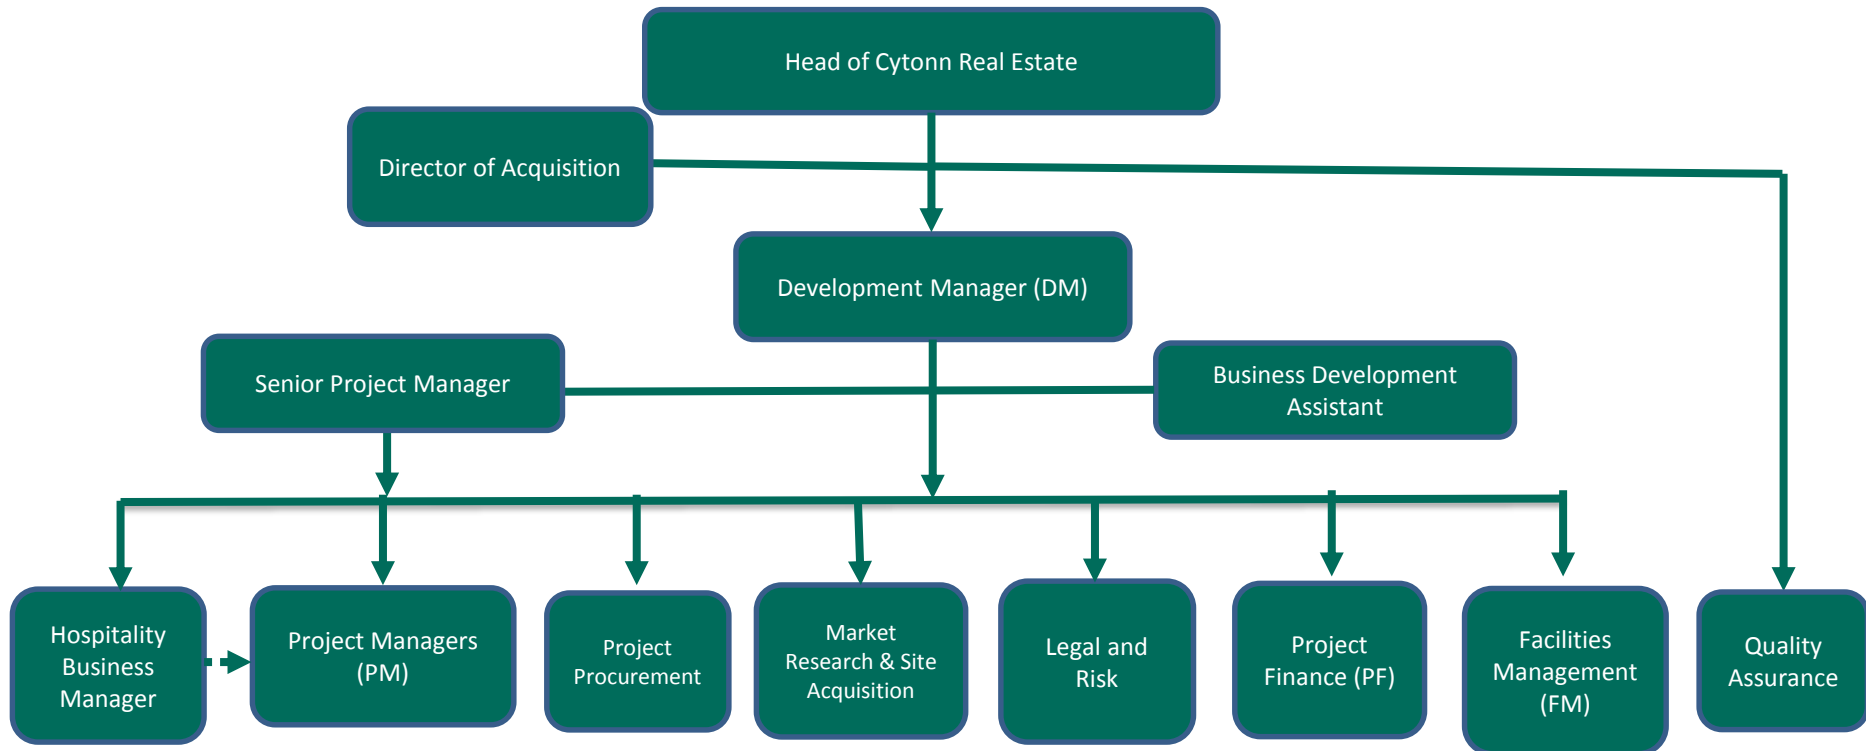 Head of Cytonn Real Estate
Director of Acquisition
Development Manager (DM)
Senior Project Manager
Business Development
Assistant
Hospitality
Business
Manager
Project Managers
(PM)
Project
Procurement
Market
Research & Site
Acquisition
Legal and
Risk
Project
Finance (PF)
Facilities
Management
(FM)
Quality
Assurance